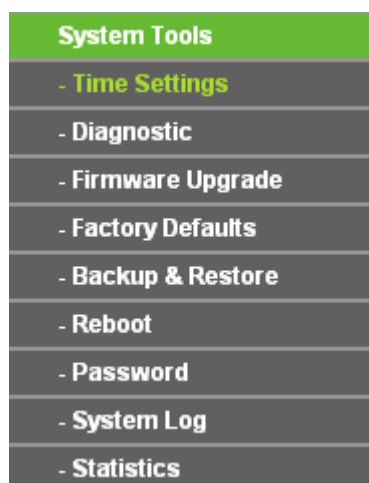 System Tools
- Time Settings
- Diagnostic
- Firmware Upgrade
- Factory Defaults
- Backup & Restore
- Reboot
- Password
- System Log
- Statistics